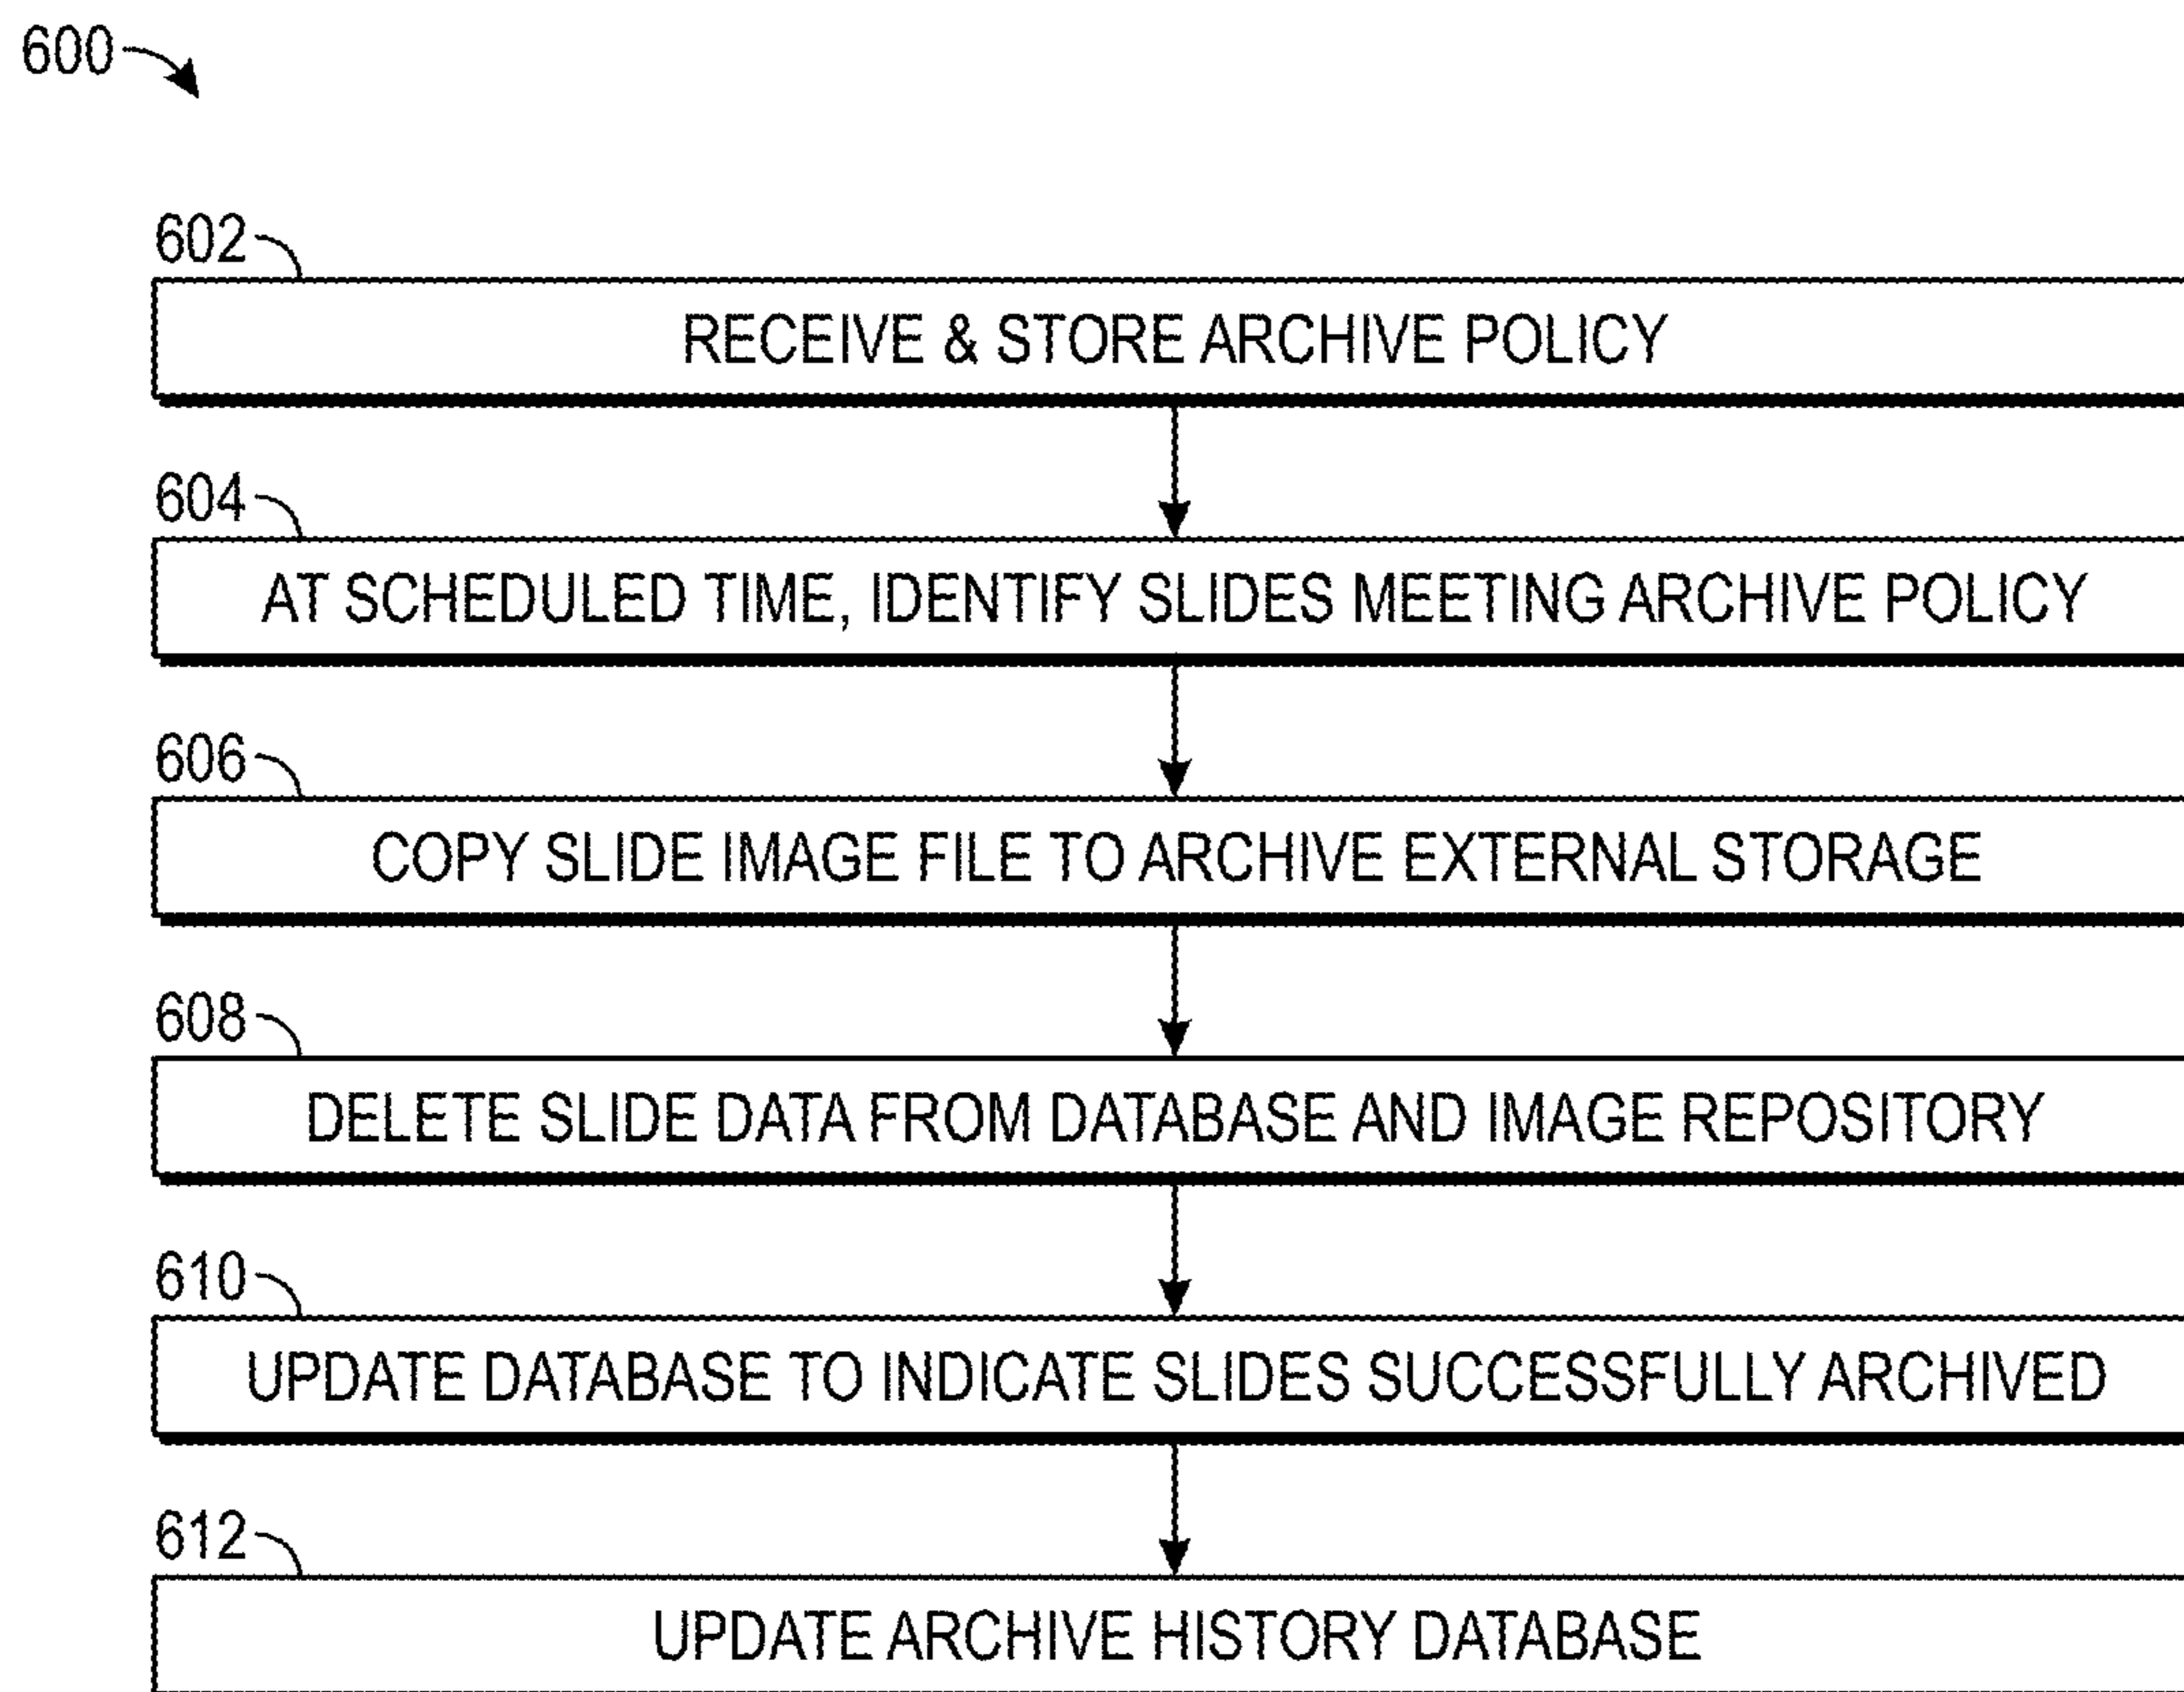 600
602
RECEIVE & STORE ARCHIVE POLICY
604
AT SCHEDULED TIME, IDENTIFY SLIDES MEETING ARCHIVE POLICY
606
COPY SLIDE IMAGE FILE TO ARCHIVE EXTERNAL STORAGE
608
DELETE SLIDE DATA FROM DATABASE AND IMAGE REPOSITORY
610
UPDATE DATABASE TO INDICATE SLIDES SUCCESSFULLY ARCHIVED
612
UPDATE ARCHIVE HISTORY DATABASE